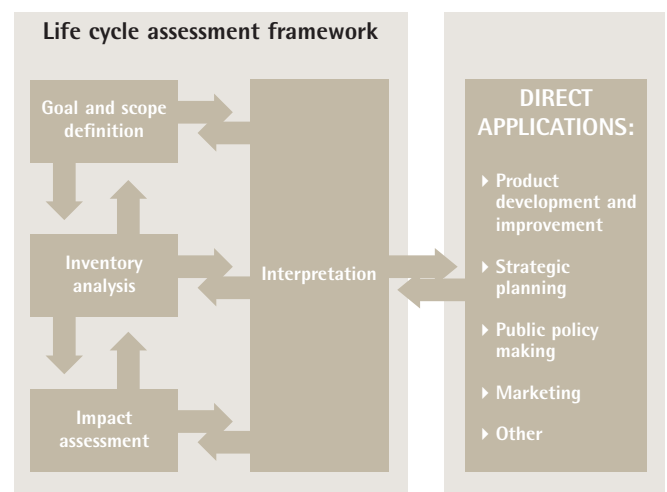 Life cycle assessment framework
Goal and scope
definition
Inventory
analysis
Impact
assessment
Interpretation
DIRECT
APPLICATIONS:
Product
development and
improvement
Strategic
planning
Public policy
making
Marketing
Other